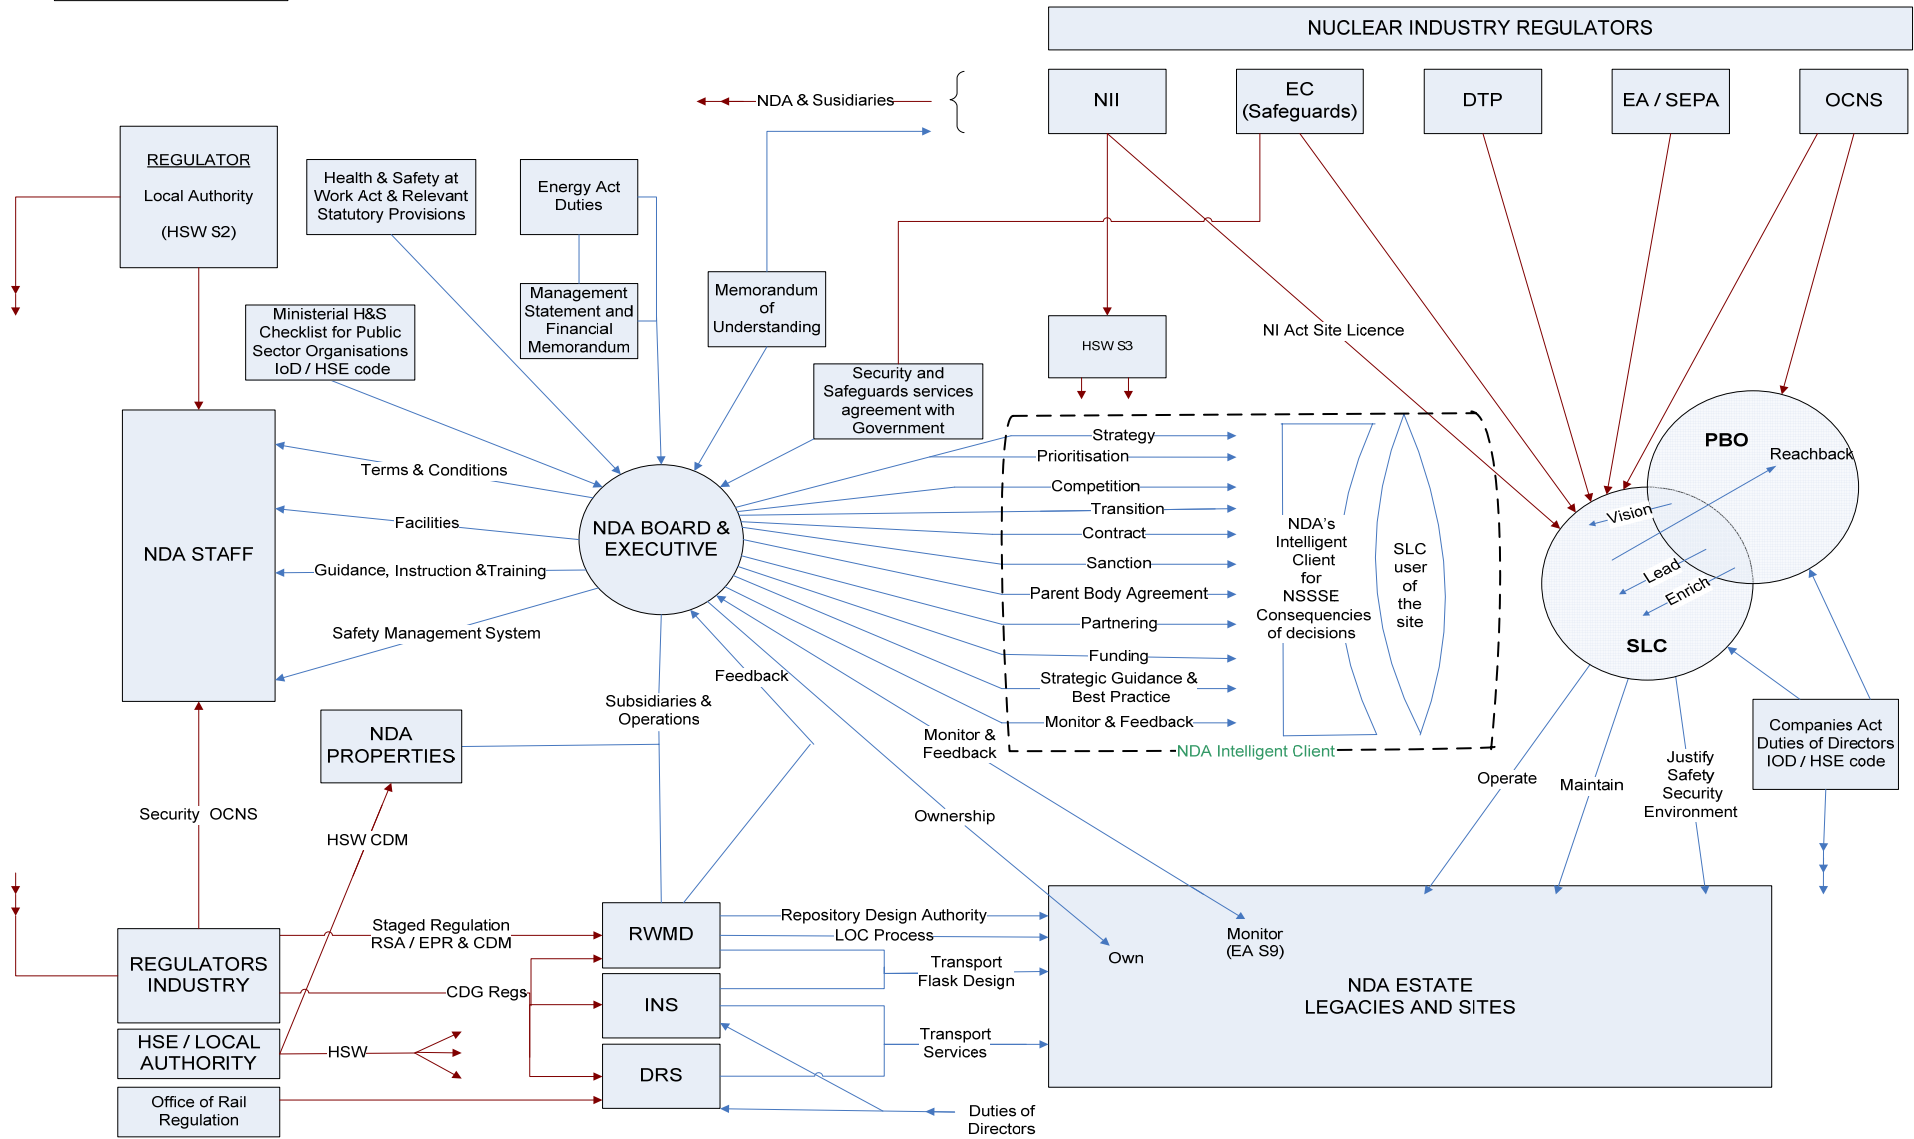 NUCLEAR INDUSTRY REGULATORS
NDA & Susidiaries
NII
EC
(Safeguards)
DTP
EA / SEPA
OCNS
REGULATOR
Local Authority
(HSW S2)
Health & Safety at
Work Act & Relevant
Statutory Provisions
Energy Act
Duties
Management
Statement and
Financial
Memorandum
Memorandum
of
Understanding
Ministerial H&S
Checklist for Public
Sector Organisations
IoD / HSE code
Security and
Safeguards services
agreement with
Government
HSW S3
NI Act Site Licence
NDA STAFF
Terms & Conditions
Facilities
Guidance, Instruction &Training
Safety Management System
NDA BOARD &
EXECUTIVE
Strategy
Prioritisation
Competition
Transition
Contract
Sanction
Parent Body Agreement
Partnering
Funding
Strategic Guidance &
Best Practice
Monitor & Feedback
NDA Intelligent Client
NDA's
Intelligent
Client
for
NSSSE
Consequencies
of decisions
SLC
user
of
the
site
PBO
Reachback
Vision
Lead
Enrich
SLC
Companies Act
Duties of Directors
IOD / HSE code
Operate
Maintain
Justify
Safety
Security
Environment
NDA
PROPERTIES
Subsidiaries &
Operations
Feedback
Monitor &
Feedback
Ownership
Security OCNS
HSW CDM
REGULATORS
INDUSTRY
Staged Regulation
RSA / EPR & CDM
CDG Regs
HSE / LOCAL
AUTHORITY
HSW
Office of Rail
Regulation
RWMD
INS
DRS
Repository Design Authority
LOC Process
Transport
Flask Design
Transport
Services
Duties of
Directors
Own
Monitor
(EA S9)
NDA ESTATE
LEGACIES AND SITES